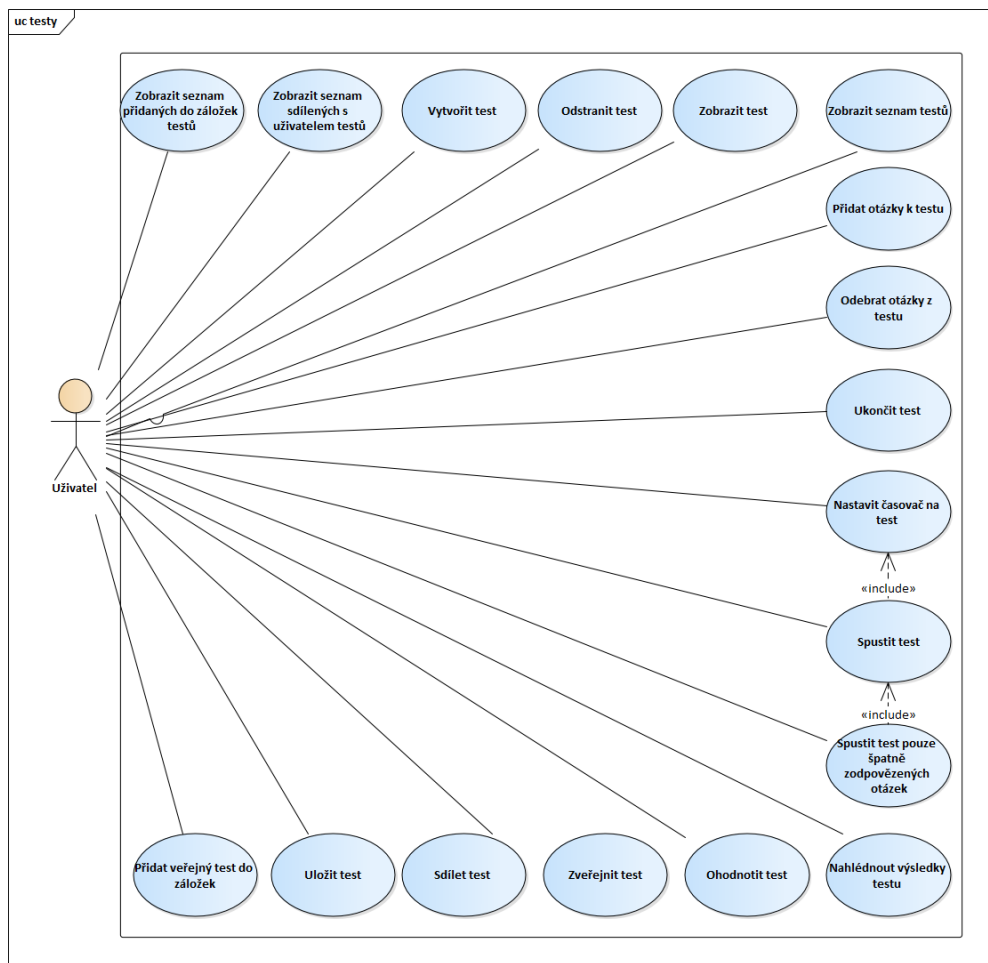 uc testy
Zobrazit seznam
přidaných do záložek
testů
Zobrazit seznam
sdílených s
uživatelem testů
Vytvořit test
Odstranit test
Zobrazit test
Zobrazit seznam testů
Přidat otázky k testu
Odebrat otázky z
testu
Ukončit test
Uživatel
Nastavit časovač na
test
«include»
Spustit test
«include»
Spustit test pouze
špatně
zodpovězených
otázek
Přidat veřejný test do
záložek
Uložit test
Sdílet test
Zveřejnit test
Ohodnotit test
Nahlédnout výsledky
testu